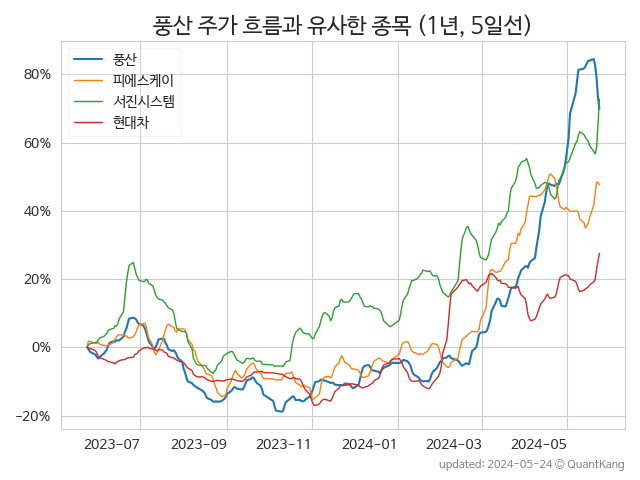 풍산 주가 흐름과 유사한 종목 (1년, 5일선)
풍산
피에스케이
서진시스템
현대차
80%
60%
40%
20%
0%
−20%
2023-07 2023-09 2023-11 2024-01 2024-03 2024-05
updated: 2024-05-24 © QuantKang